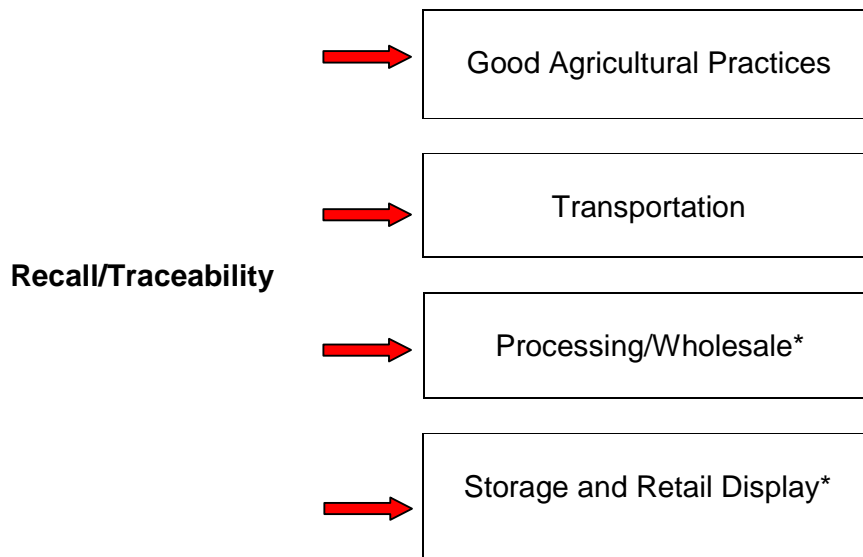 Good Agricultural Practices
Transportation
Recall/Traceability
Processing/Wholesale*
Storage and Retail Display*